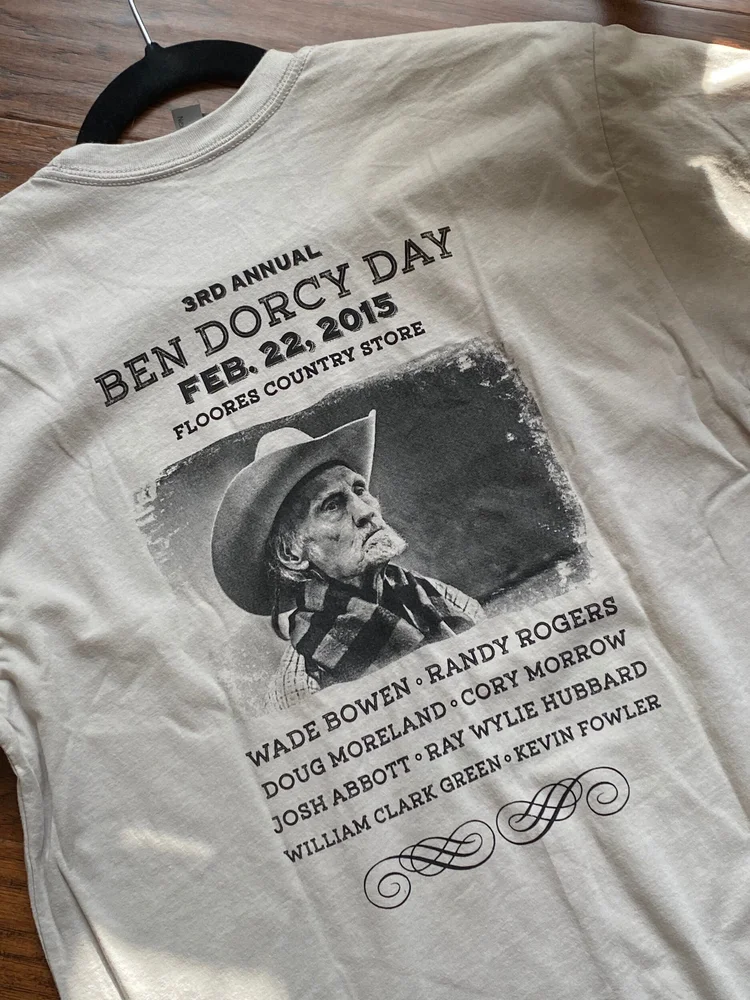 3RD ANNUAL
BEN DORCY DAY
FEB. 22, 2015
FLOORES COUNTRY STORE
WADE BOWEN ∘ RANDY ROGERS
DOUG MORELAND ∘ CORY MORROW
JOSH ABBOTT ∘ RAY WYLIE HUBBARD
WILLIAM CLARK GREEN ∘ KEVIN FOWLER